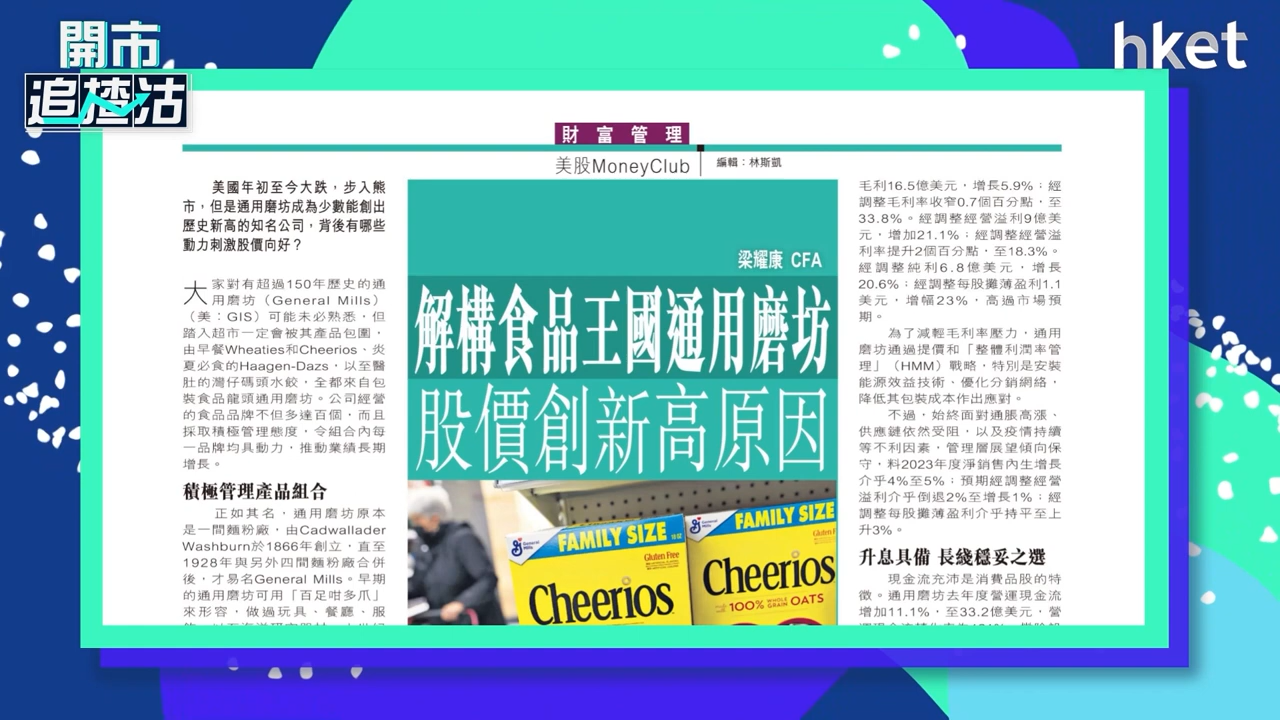 開市
追揸沽
hket
財富管理
美股MoneyClub
編輯：林斯凱
美國年初至今大跌，步入熊
市，但是通用磨坊成為少數能創出
歷史新高的知名公司，背後有哪些
動力刺激股價向好？
大家對有超過150年歷史的通
用磨坊（General Mills）
（美：GIS）可能未必熟悉，但
踏入超市一定會被其產品包圍，
由早餐Wheaties和Cheerios，炎
夏必食的Haagen-Dazs，以至醫
肚的灣仔碼頭水餃，全都來自包
裝食品龍頭通用磨坊。公司經營
的食品品牌不但多達百個，而且
採取積極管理態度，令組合內每
一品牌均具動力，推動業績長期
增長。
積極管理產品組合
正如其名，通用磨坊原本
是一間麵粉廠，由Cadwallader
Washburn於1866年創立，直至
1928年與另外四間麵粉廠合併
後，才易名General Mills。早期
的通用磨坊可用「百足咁多爪」
來形容，做過玩具、餐廳、服
梁耀康 CFA
解構食品王國通用磨坊
股價創新高原因
General Mills
FAMILY SIZE
18 OZ
Gluten Free
Cheerios
General Mills
FAMILY SIZE
Gluten F
Cheerios
100% WHOLE GRAIN OATS
毛利16.5億美元，增長5.9%；經
調整毛利率收窄0.7個百分點，至
33.8%。經調整經營溢利9億美
元，增加21.1%；經調整經營溢
利率提升2個百分點，至18.3%。
經調整純利6.8億美元，增長
20.6%；經調整每股攤薄盈利1.1
美元，增幅23%，高過市場預
期。
為了減輕毛利率壓力，通用
磨坊通過提價和「整體利潤率管
理」（HMM）戰略，特別是安裝
能源效益技術、優化分銷網絡，
降低其包裝成本作出應對。
不過，始終面對通脹高漲、
供應鏈依然受阻，以及疫情持續
等不利因素，管理層展望傾向保
守，料2023年度淨銷售內生增長
介乎4%至5%；預期經調整經營
溢利介乎倒退2%至增長1%；經
調整每股攤薄盈利介乎持平至上
升3%。
升息具備 長綫穩妥之選
現金流充沛是消費品股的特
徵。通用磨坊去年度營運現金流
增加11.1%，至33.2億美元，營